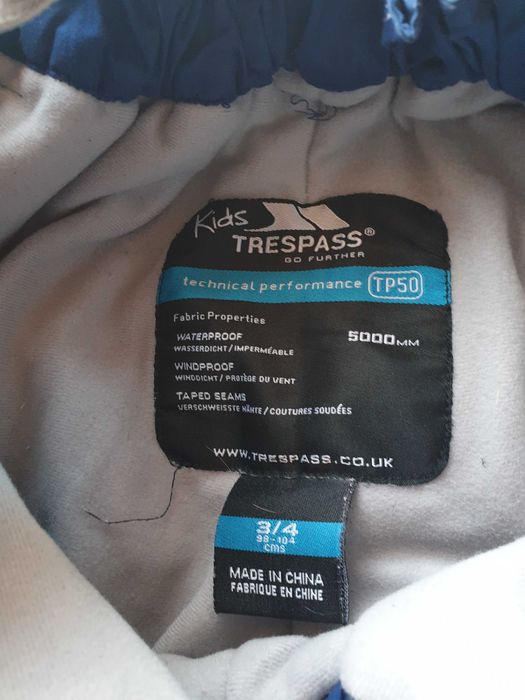 Kids
TRESPASS®
GO FURTHER
technical performance TP50
Fabric Properties
WATERPROOF 5000MM
WASSERDICHT/IMPERMÉABLE
WINDPROOF
WINDDICHT/PROTÈGE DU VENT
TAPED SEAMS
VERSCHWEISSTE NÄHTE/COUTURES SOUDÉES
WWW.TRESPASS.CO.UK
3/4
98-104
CMS
MADE IN CHINA
FABRIQUE EN CHINE